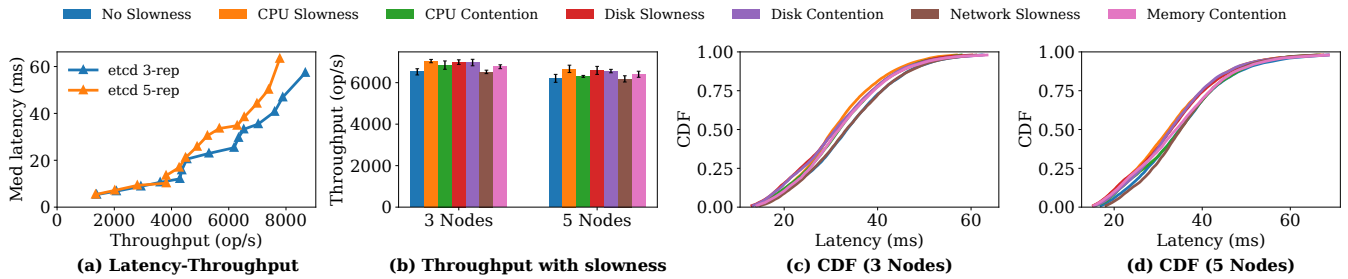 No Slowness CPU Slowness CPU Contention Disk Slowness Disk Contention Network Slowness Memory Contention
Med latency (ms)
60
40
20
0
etcd 3-rep
etcd 5-rep
0 2000 4000 6000 8000
Throughput (op/s)
(a) Latency-Throughput
Throughput (op/s)
6000
4000
2000
0
3 Nodes 5 Nodes
(b) Throughput with slowness
CDF
1.00
0.75
0.50
0.25
0.00
20 40 60
Latency (ms)
(c) CDF (3 Nodes)
CDF
1.00
0.75
0.50
0.25
0.00
20 40 60
Latency (ms)
(d) CDF (5 Nodes)